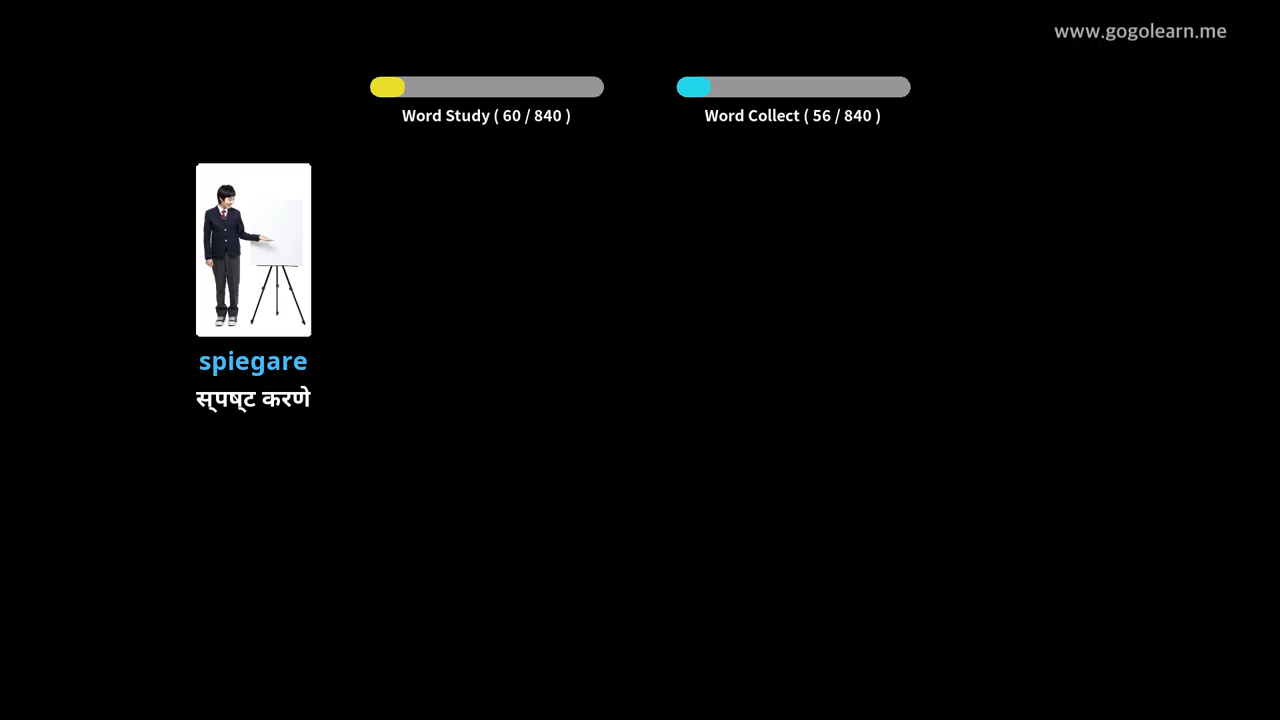 www.gogolearn.me
Word Study ( 60 / 840 )
Word Collect ( 56 / 840 )
spiegare
स्पष्ट करणे